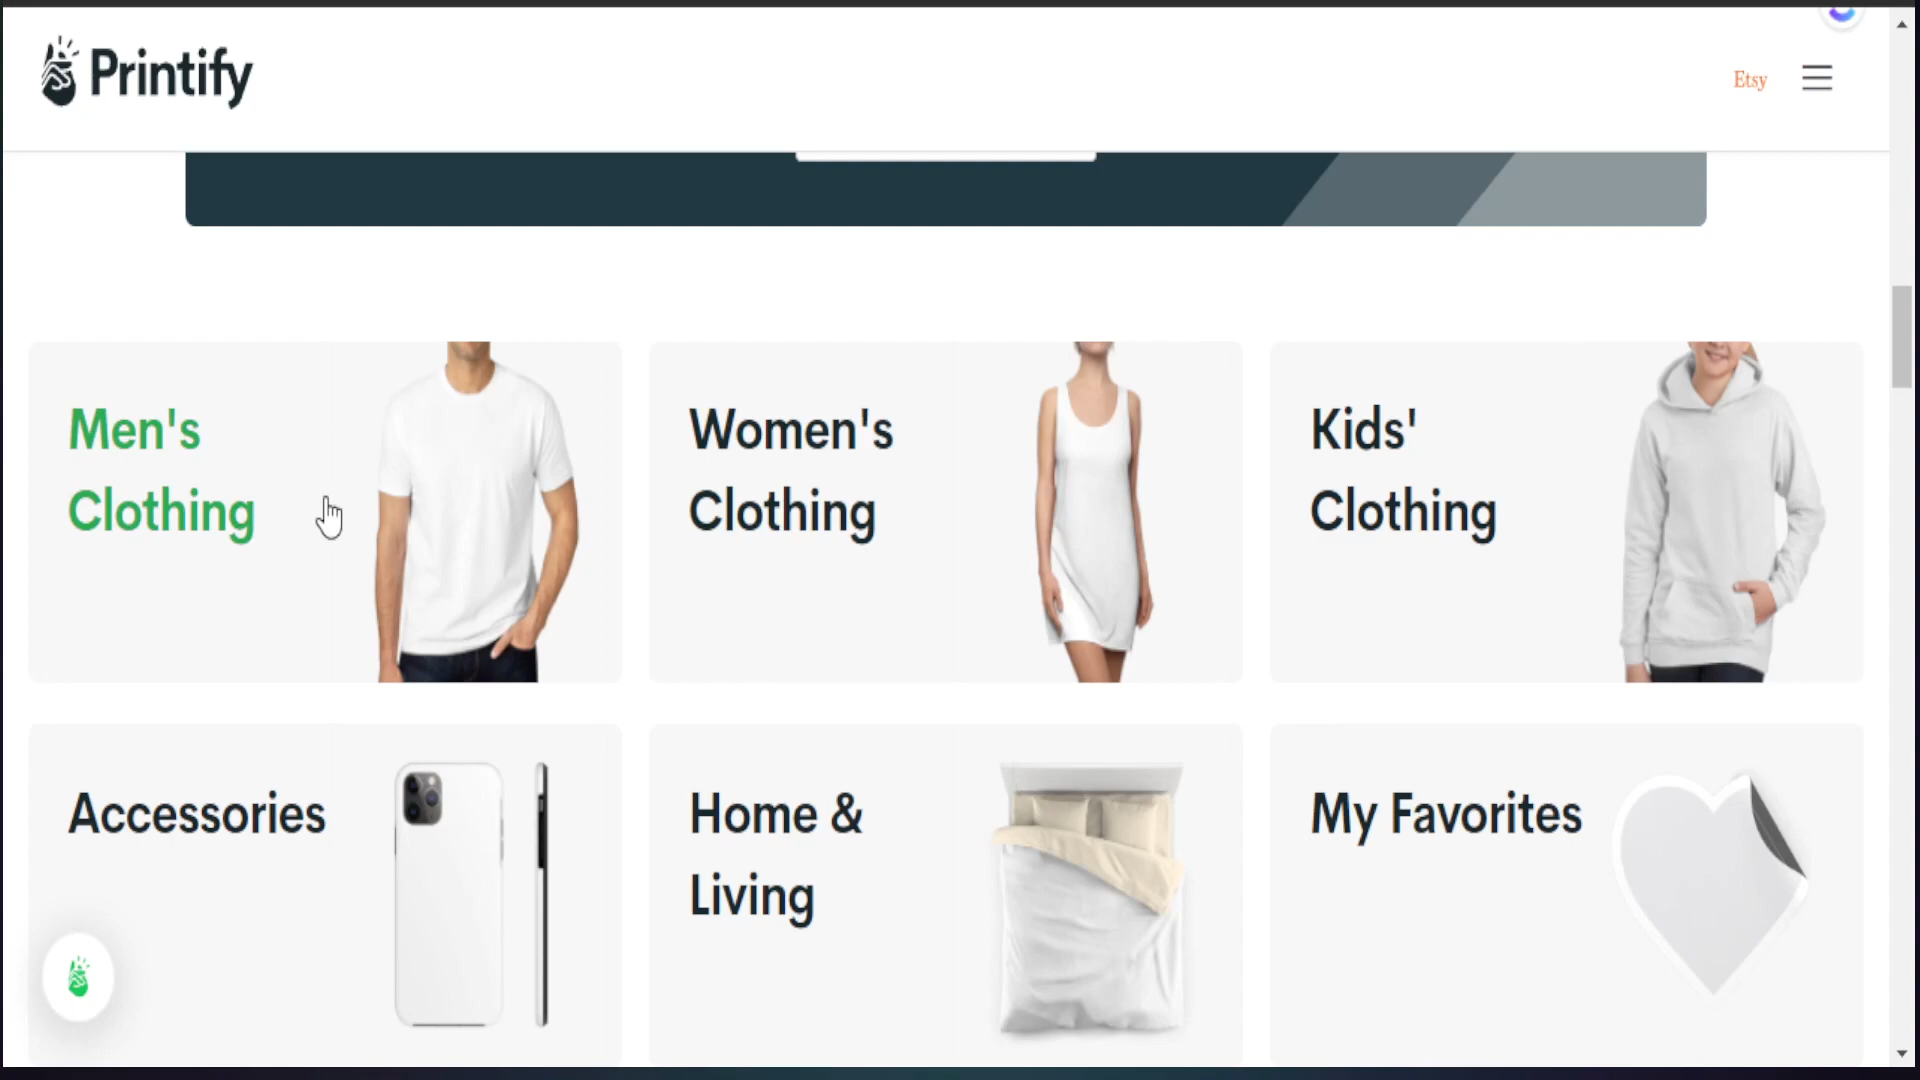 Printify
Etsy
Men's
Clothing
Women's
Clothing
Kids'
Clothing
Accessories
Home &
Living
My Favorites